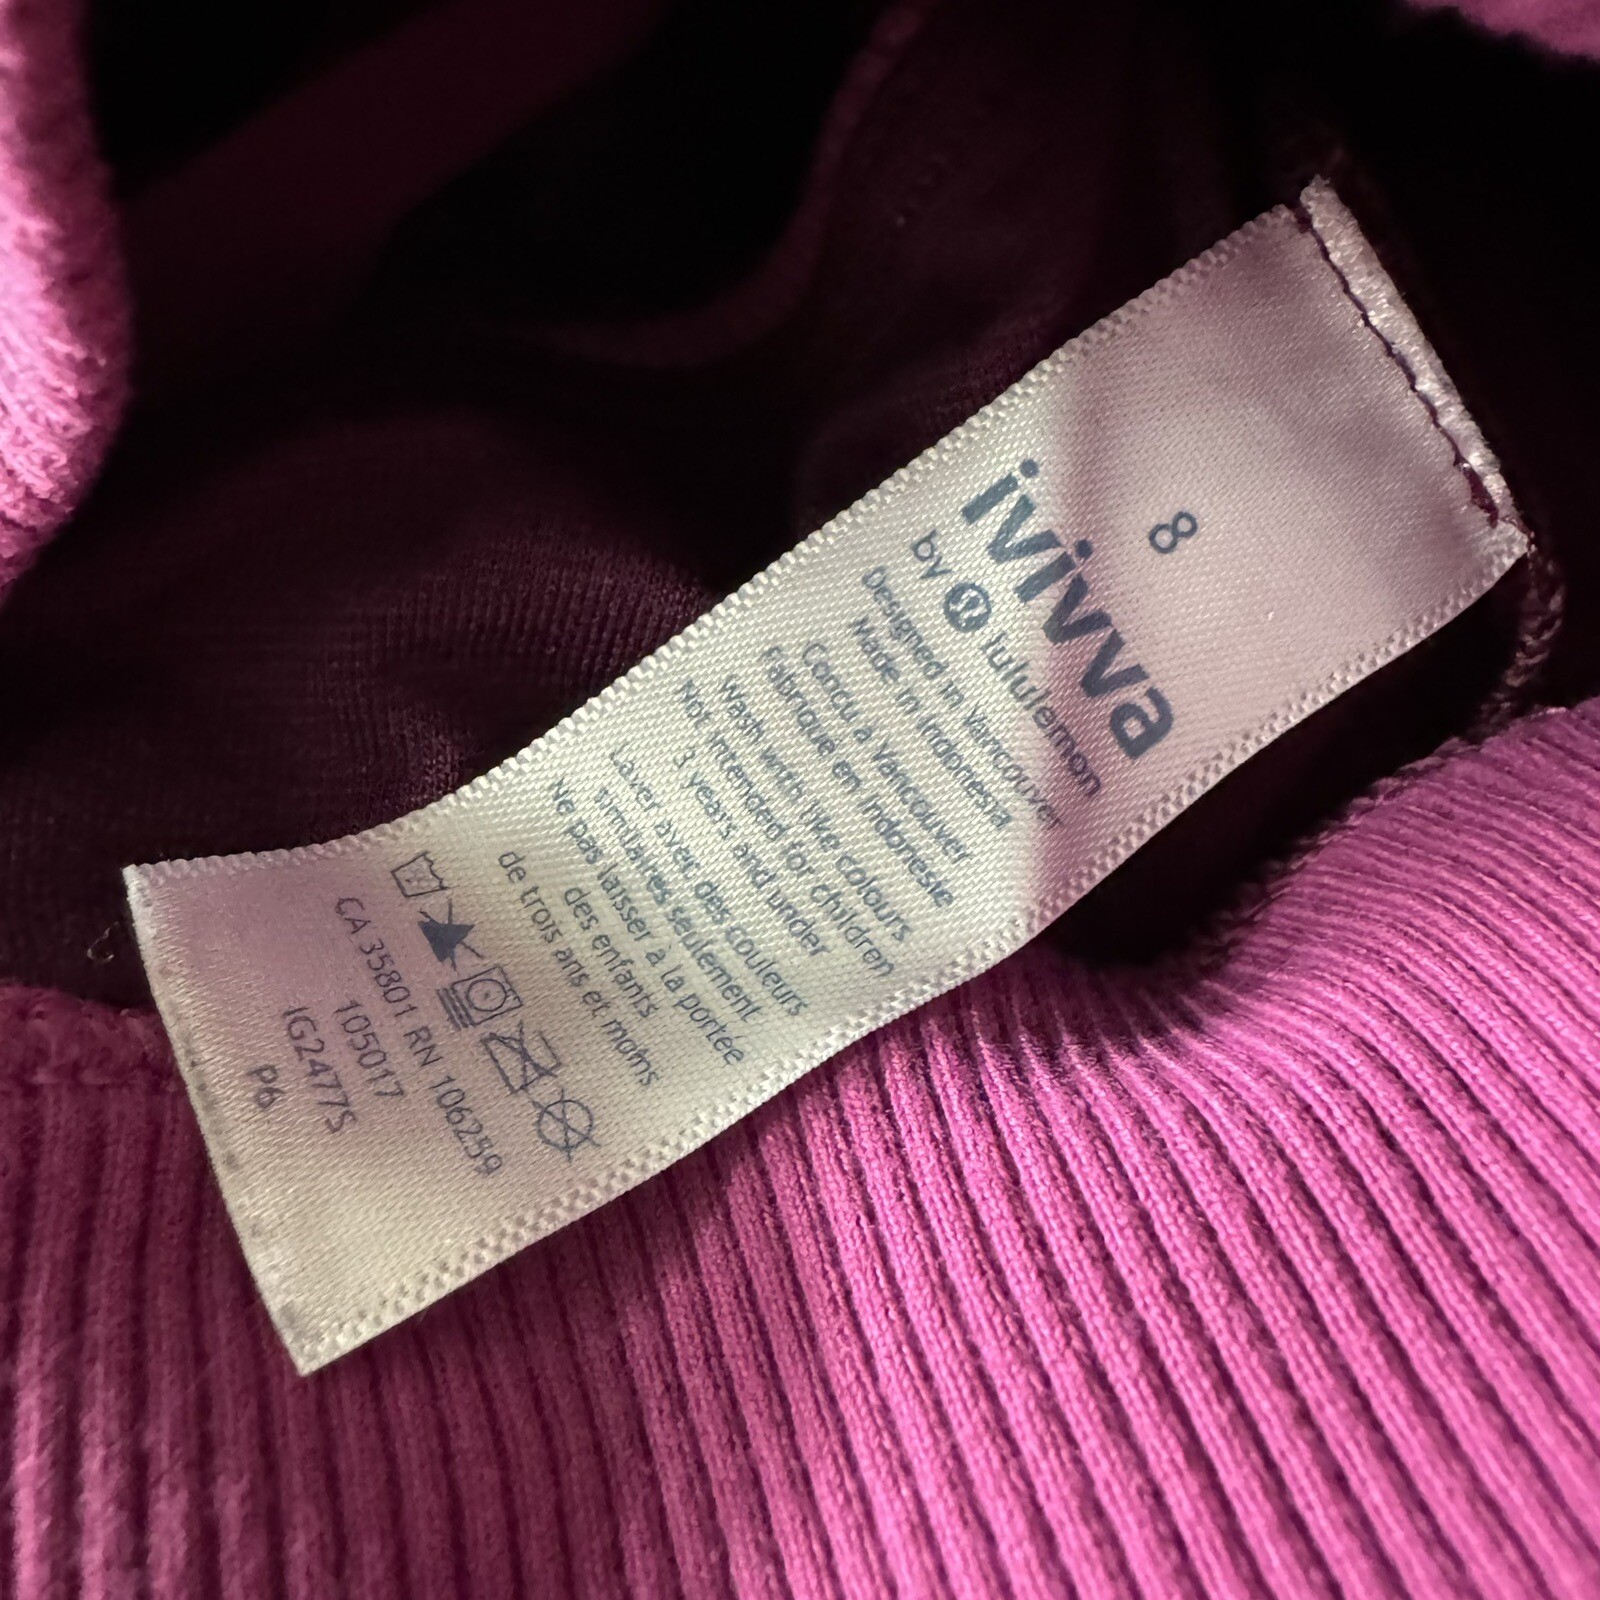 8
ivivva
by lululemon
Designed in Vancouver
Made in Indonesia
Concu à Vancouver
Fabriqué en Indonésie
Wash with like colours
Not intended for children
3 years and under
Laver avec des couleurs
similaires seulement
Ne pas laisser à la portée
des enfants
de trois ans et moins
CA 35801 RN 106259
105017
IG2477S
P6